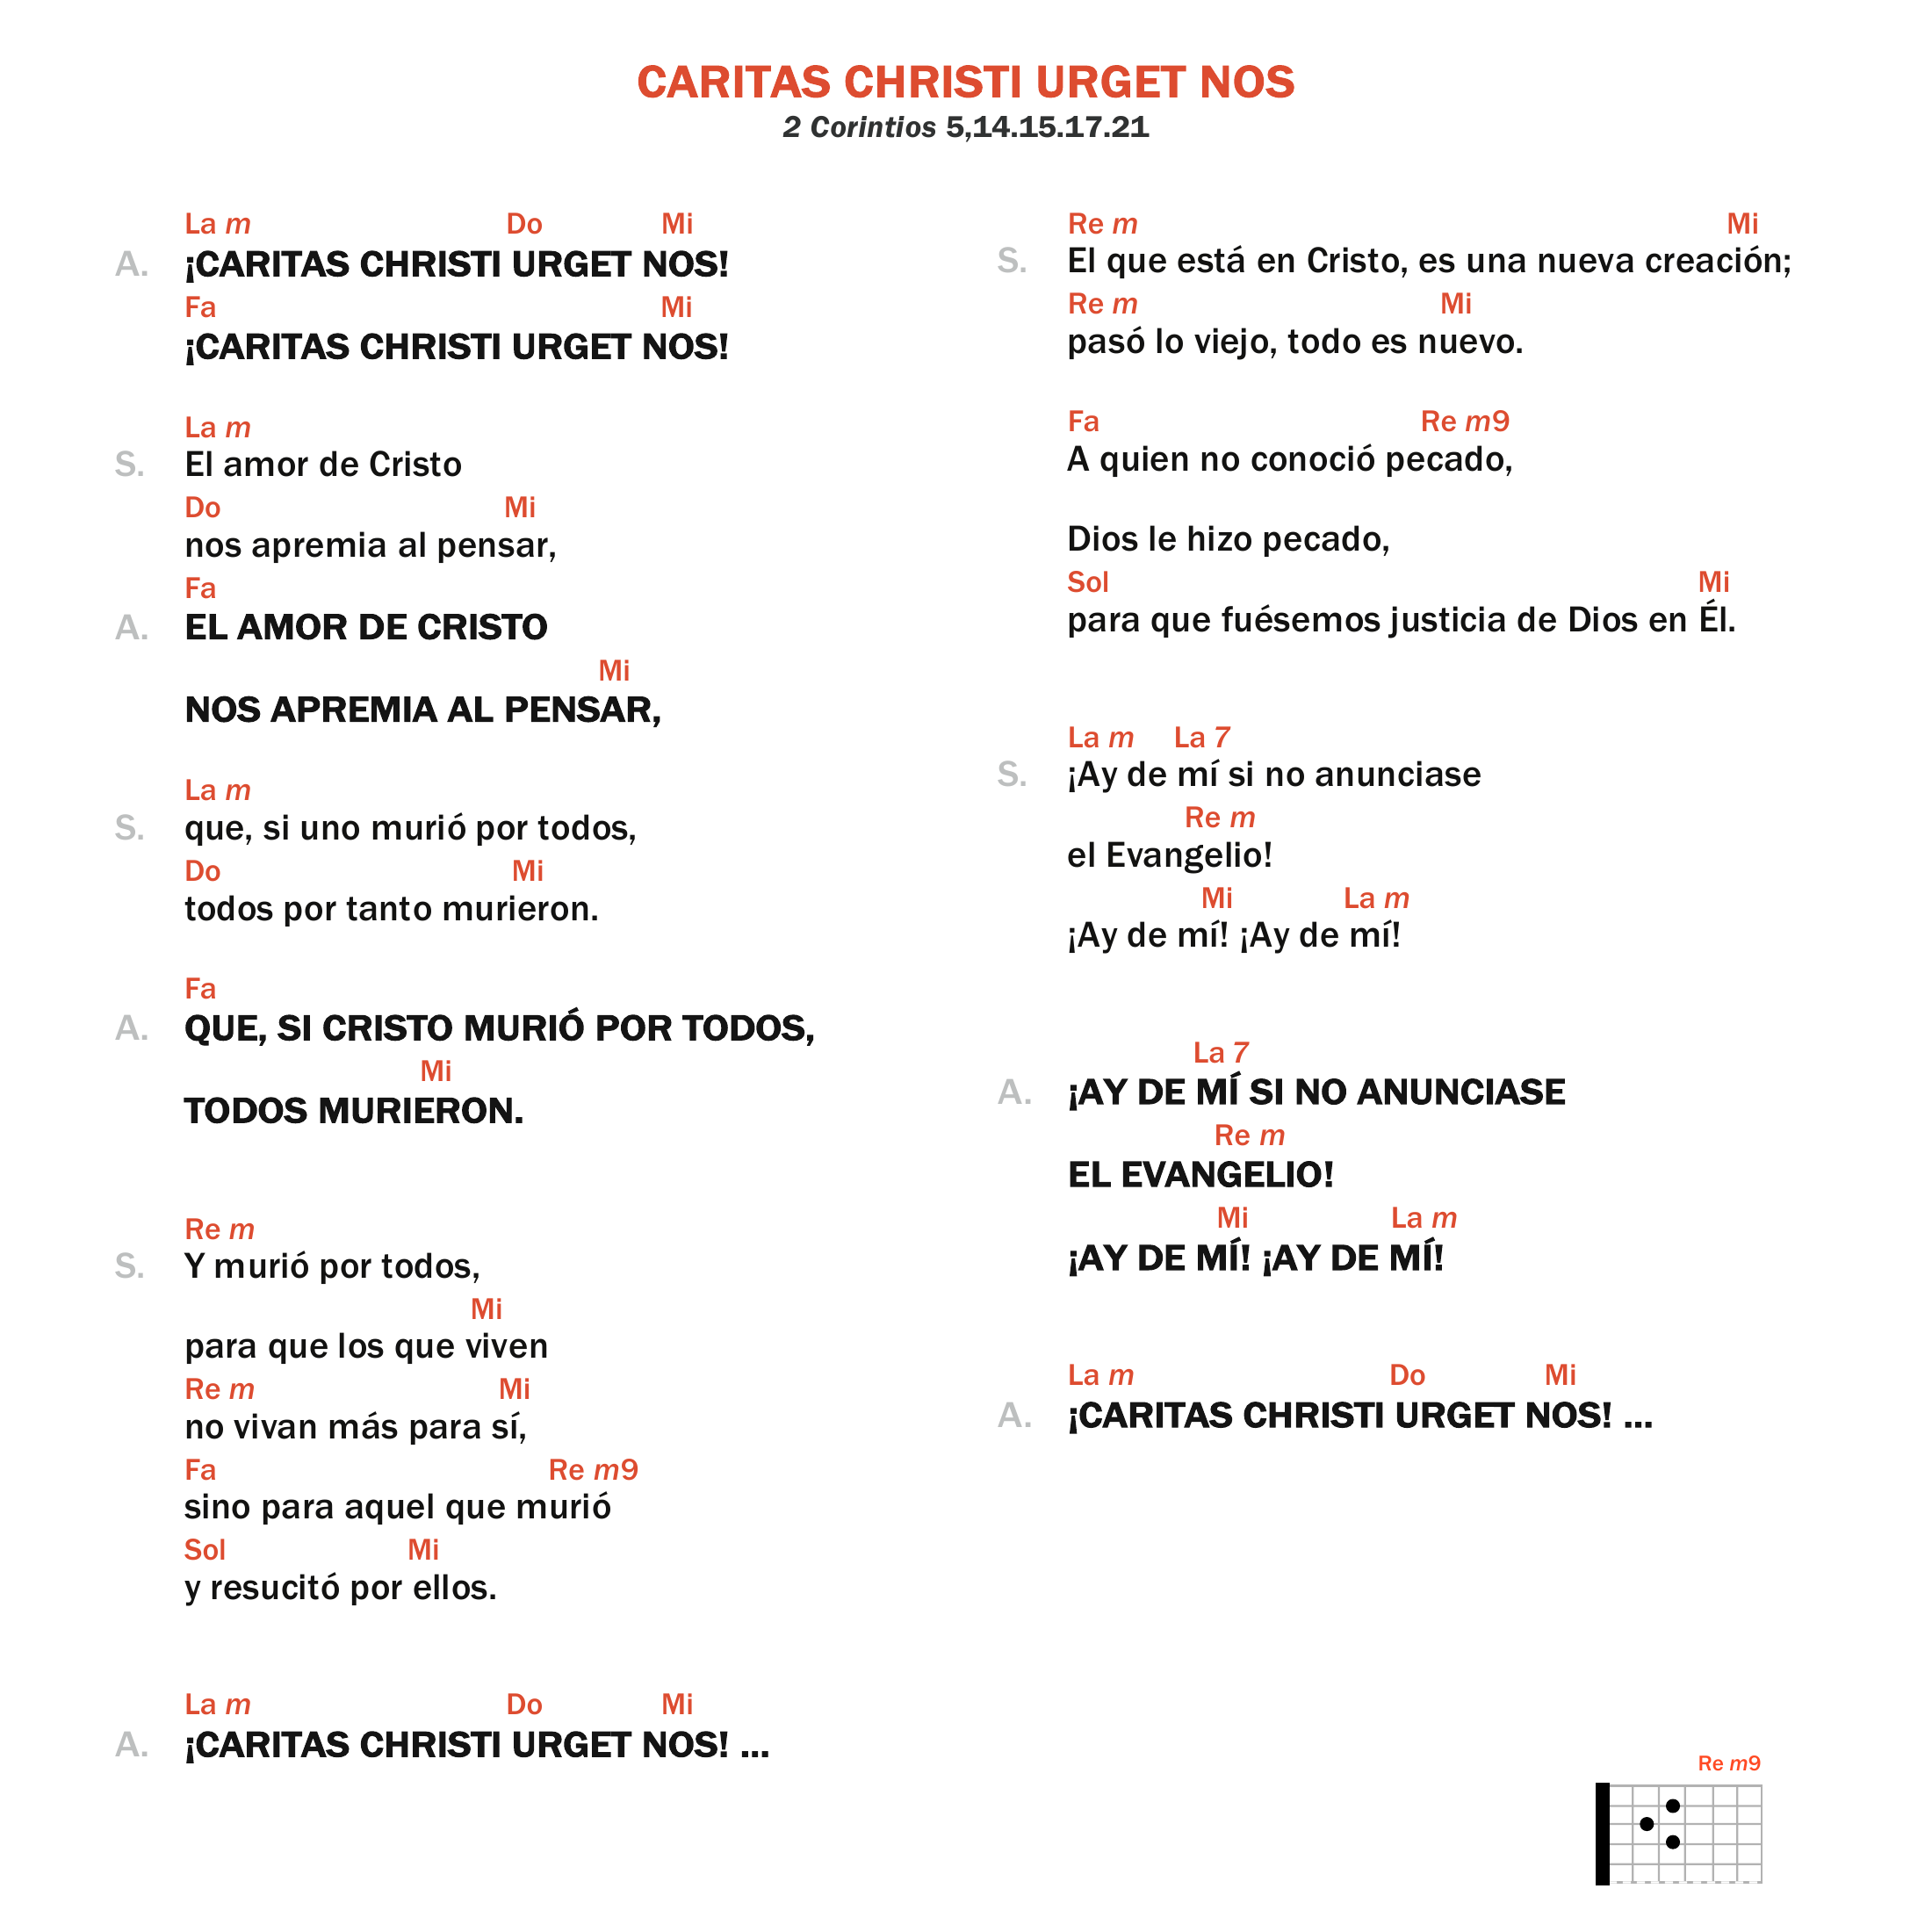 CARITAS CHRISTI URGET NOS
2 Corintios 5,14.15.17.21
La m Do Mi
A. ¡CARITAS CHRISTI URGET NOS!
Fa Mi
¡CARITAS CHRISTI URGET NOS!
La m
S. El amor de Cristo
Do Mi
nos apremia al pensar,
Fa
A. EL AMOR DE CRISTO
Mi
NOS APREMIA AL PENSAR,
La m
S. que, si uno murió por todos,
Do Mi
todos por tanto murieron.
Fa
A. QUE, SI CRISTO MURIÓ POR TODOS,
Mi
TODOS MURIERON.
Re m
S. Y murió por todos,
Mi
para que los que viven
Re m Mi
no vivan más para sí,
Fa Re m9
sino para aquel que murió
Sol Mi
y resucitó por ellos.
La m Do Mi
A. ¡CARITAS CHRISTI URGET NOS! ...
Re m Mi
S. El que está en Cristo, es una nueva creación;
Re m Mi
pasó lo viejo, todo es nuevo.
Fa Re m9
A quien no conoció pecado,
Dios le hizo pecado,
Sol Mi
para que fuésemos justicia de Dios en Él.
La m La 7
S. ¡Ay de mí si no anunciase
Re m
el Evangelio!
Mi La m
¡Ay de mí! ¡Ay de mí!
La 7
A. ¡AY DE MÍ SI NO ANUNCIASE
Re m
EL EVANGELIO!
Mi La m
¡AY DE MÍ! ¡AY DE MÍ!
La m Do Mi
A. ¡CARITAS CHRISTI URGET NOS! ...
Re m9